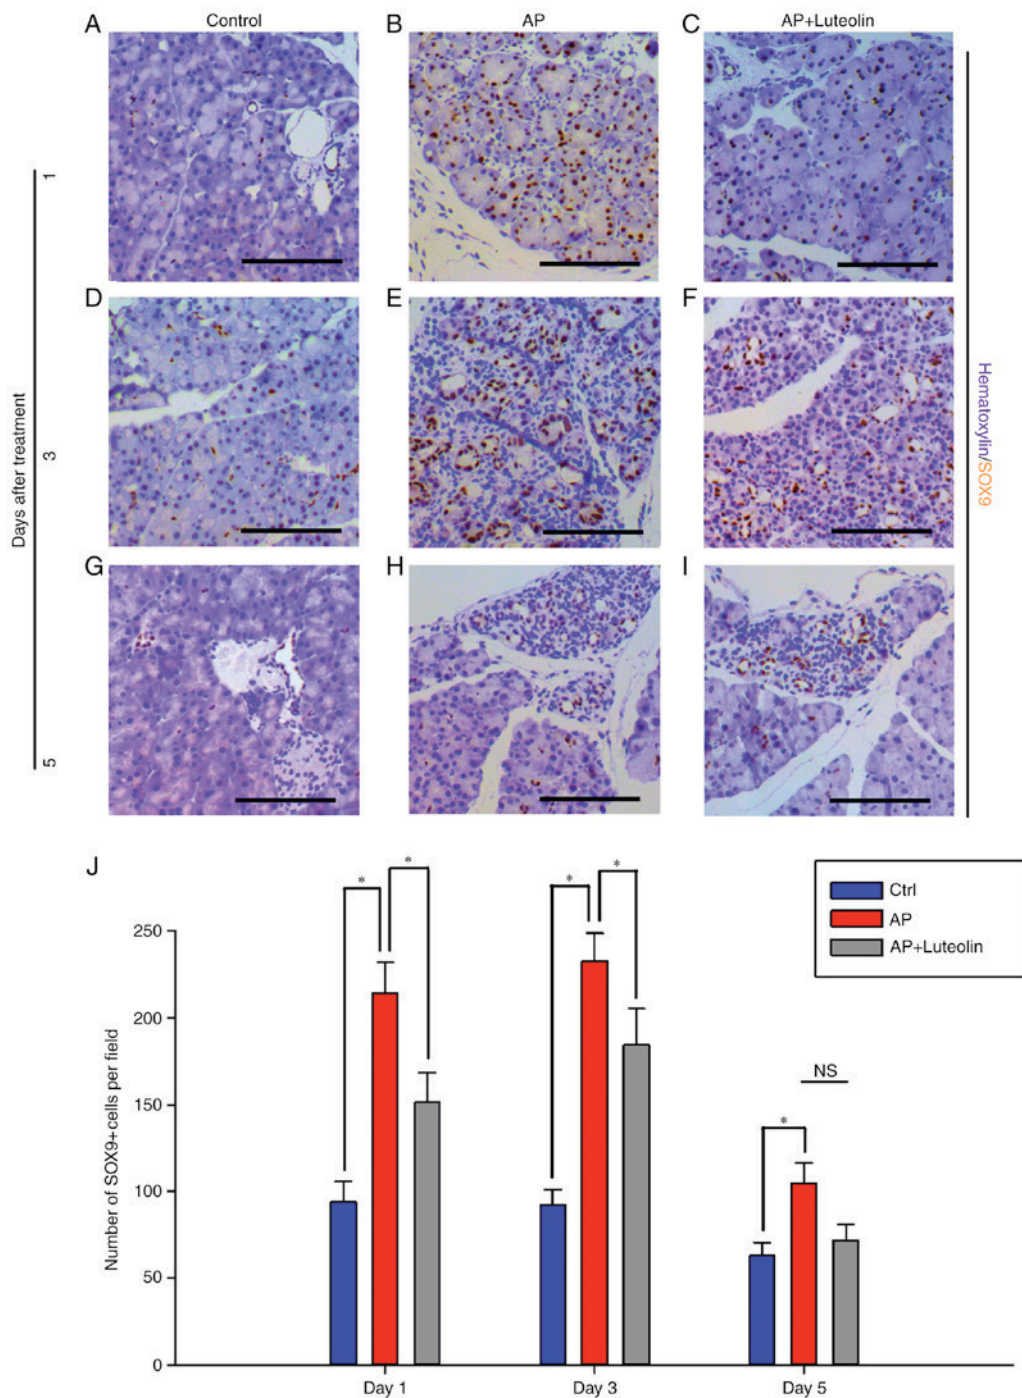 Control
AP
AP+Luteolin
A
B
C
D
E
F
G
H
I
Days after treatment
1
3
5
Hematoxylin/SOX9
J
Number of SOX9+cells per field
250
200
150
100
50
0
*
*
*
*
*
NS
Day 1
Day 3
Day 5
Ctrl
AP
AP+Luteolin